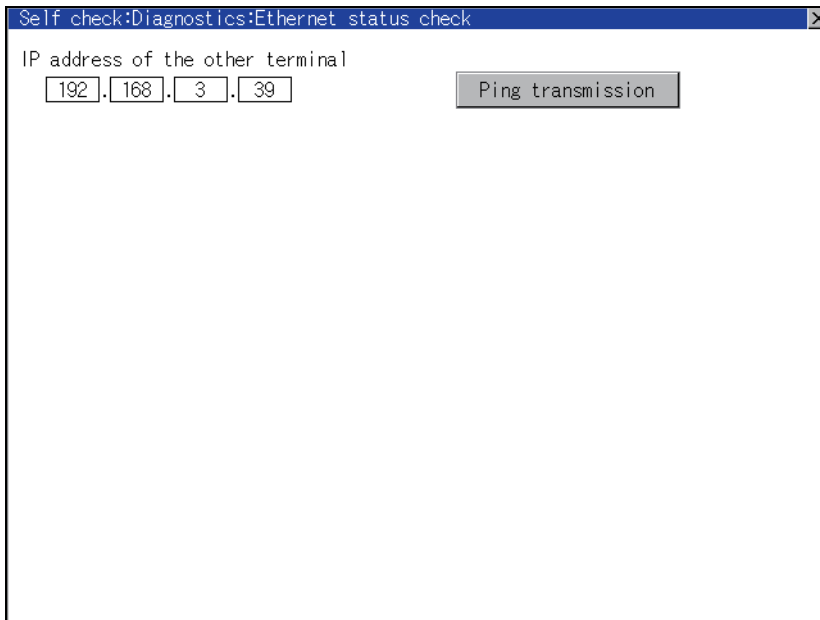 Self check:Diagnostics:Ethernet status check
IP address of the other terminal
192.168.3.39
Ping transmission